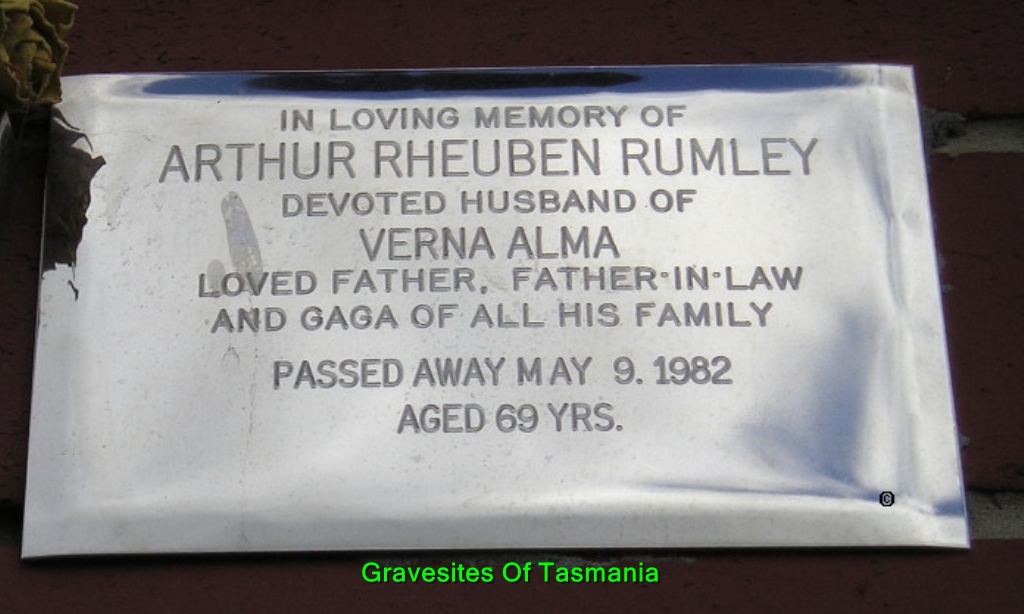 IN LOVING MEMORY OF
ARTHUR RHEUBEN RUMLEY
DEVOTED HUSBAND OF
VERNA ALMA
LOVED FATHER, FATHER-IN-LAW
AND GAGA OF ALL HIS FAMILY
PASSED AWAY MAY 9. 1982
AGED 69 YRS.
©
Gravesites Of Tasmania